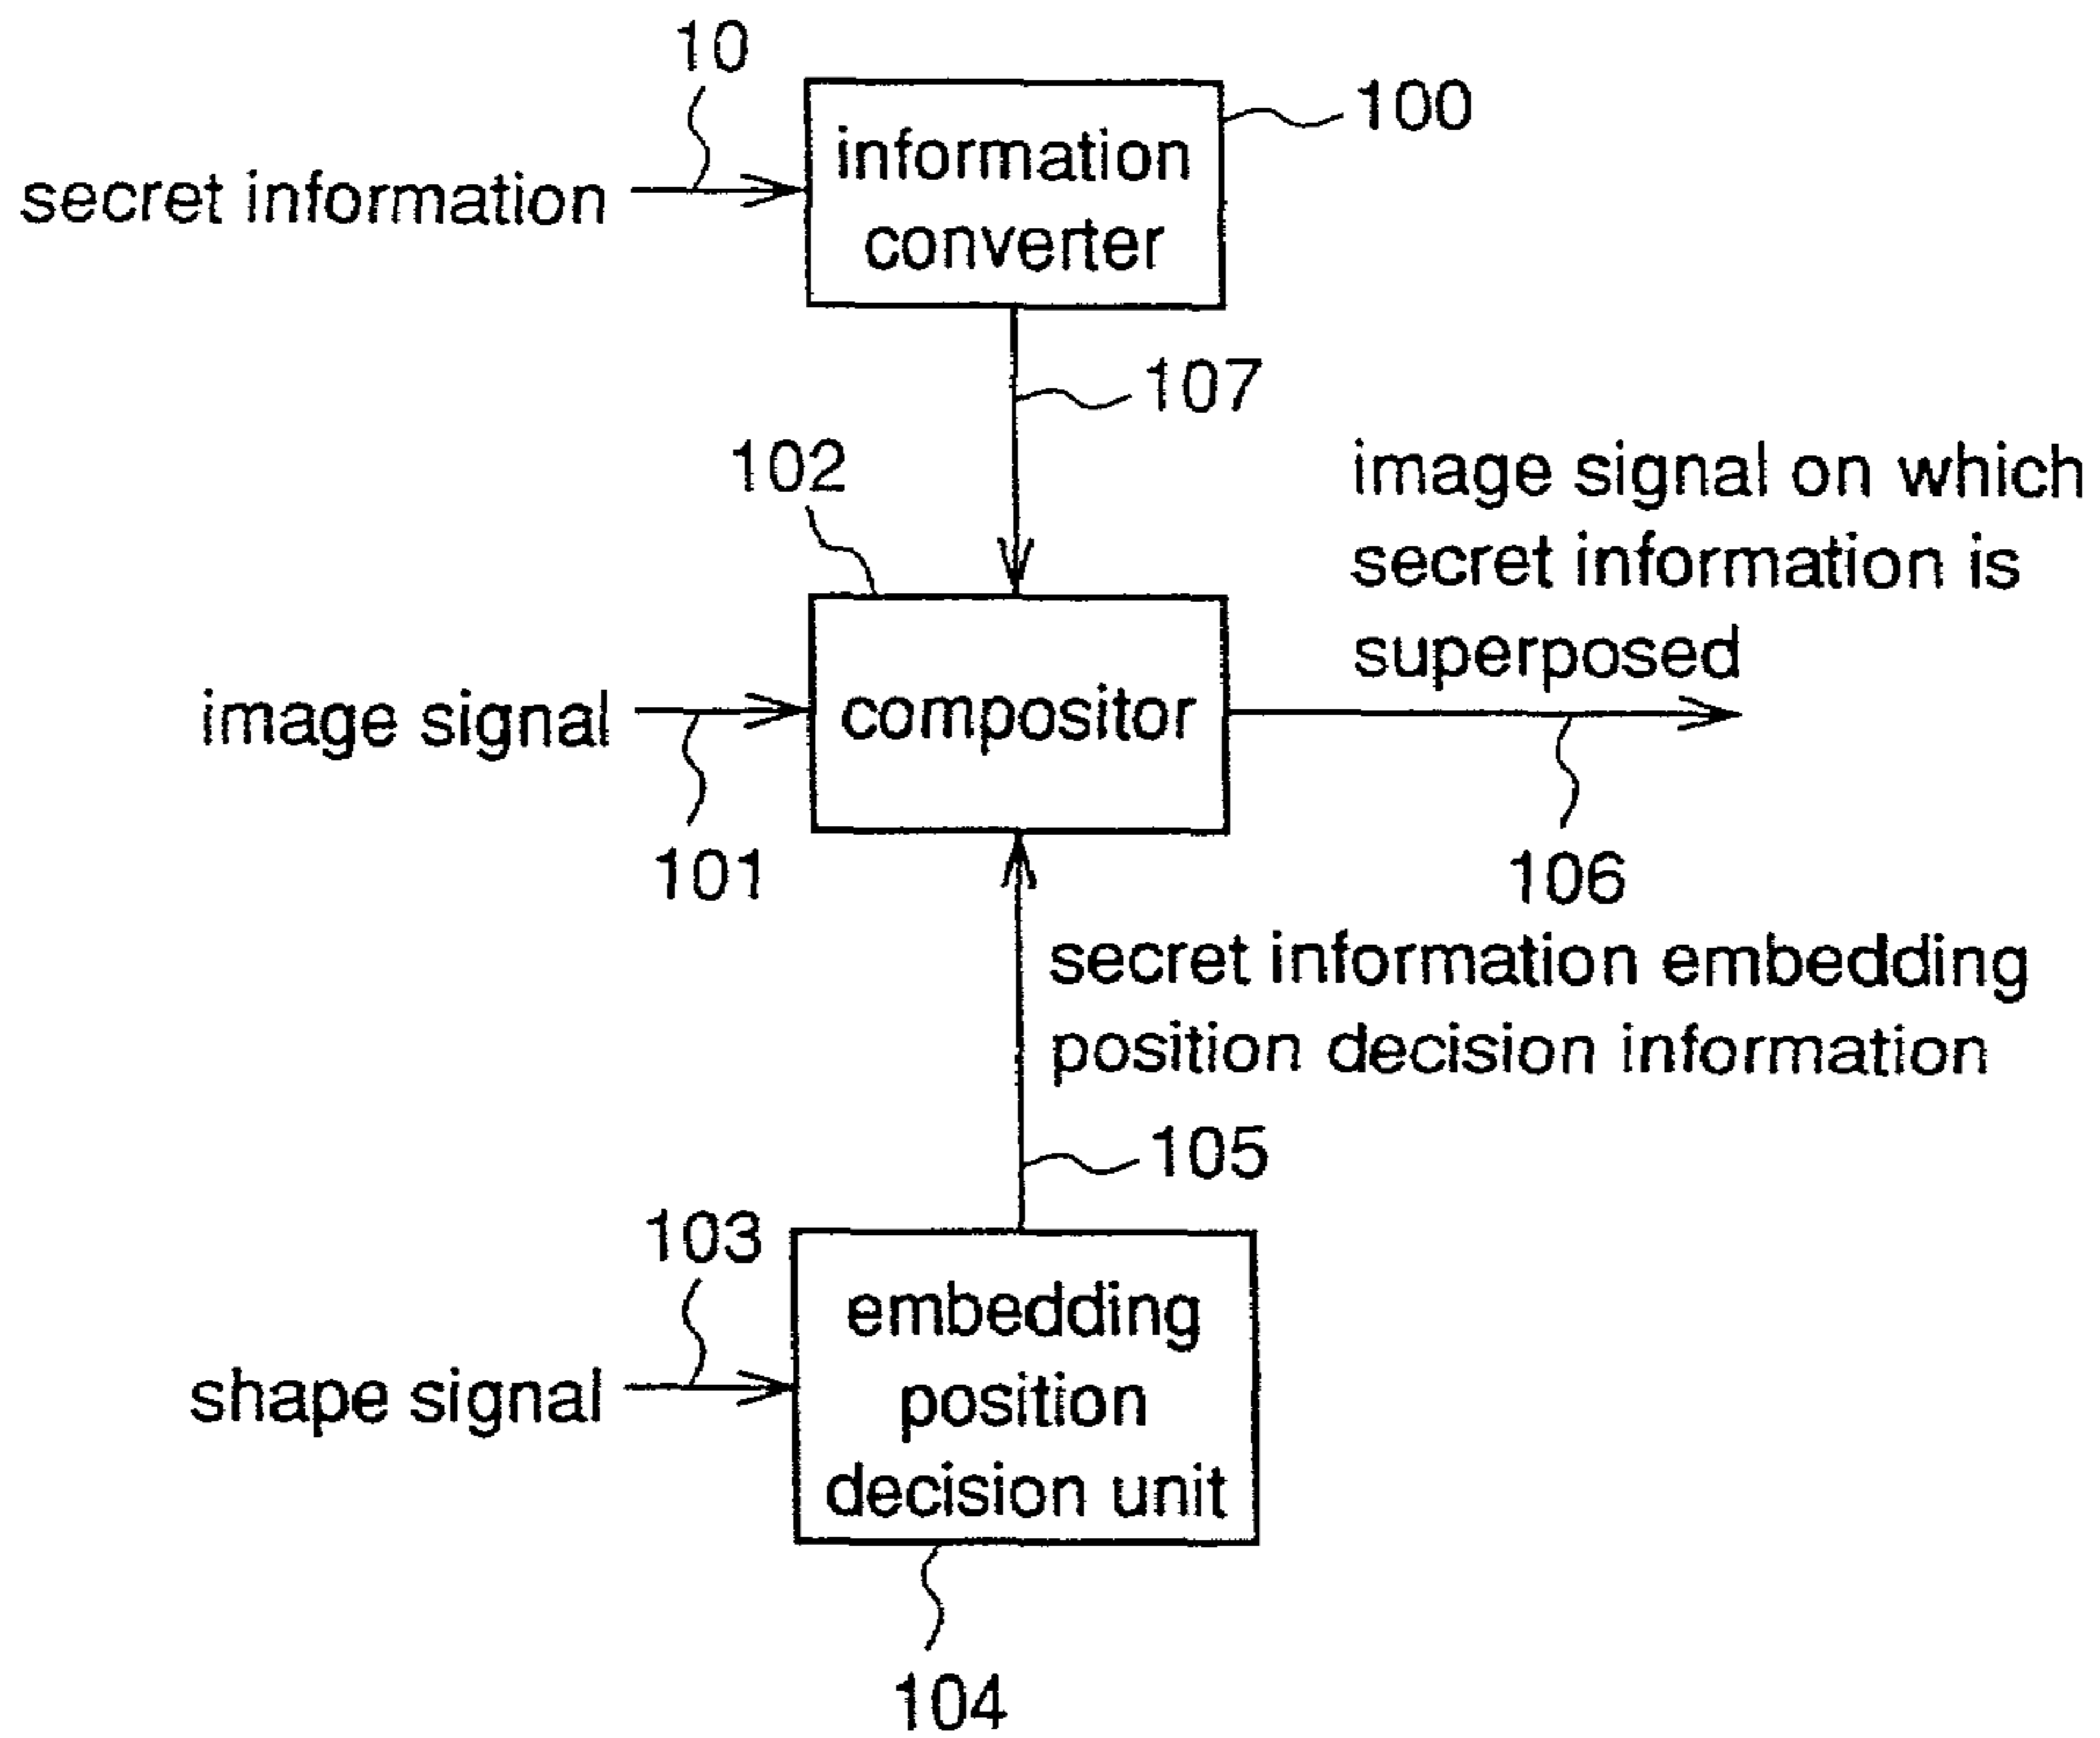 10
100
information
converter
secret information
107
102
image signal on which
secret information is
superposed
image signal
compositor
101
106
secret information embedding
position decision information
105
103
embedding
position
decision unit
shape signal
104